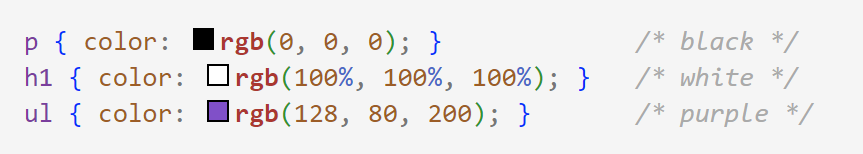 p { color: rgb(0, 0, 0); } /* black */
h1 { color: rgb(100%, 100%, 100%); } /* white */
ul { color: rgb(128, 80, 200); } /* purple */